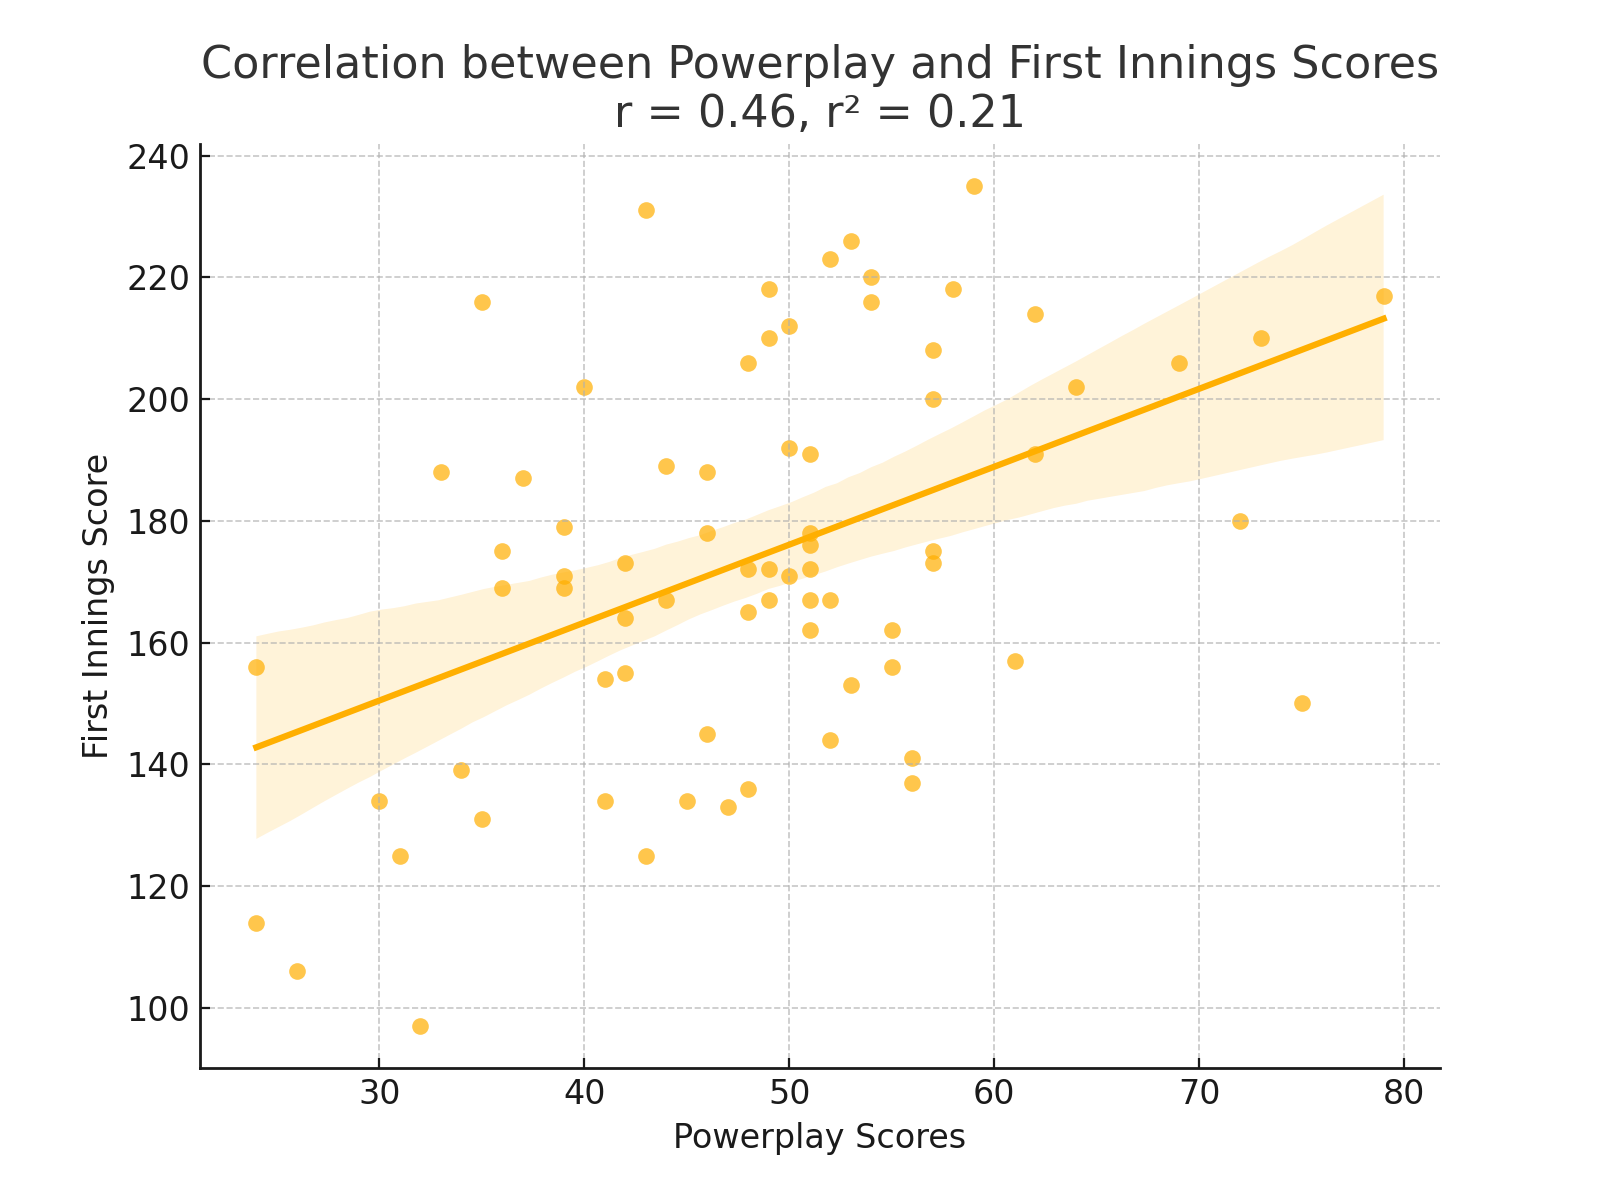 Correlation between Powerplay and First Innings Scores
r = 0.46, r² = 0.21
240
220
200
180
160
140
120
100
First Innings Score
30 40 50 60 70 80
Powerplay Scores